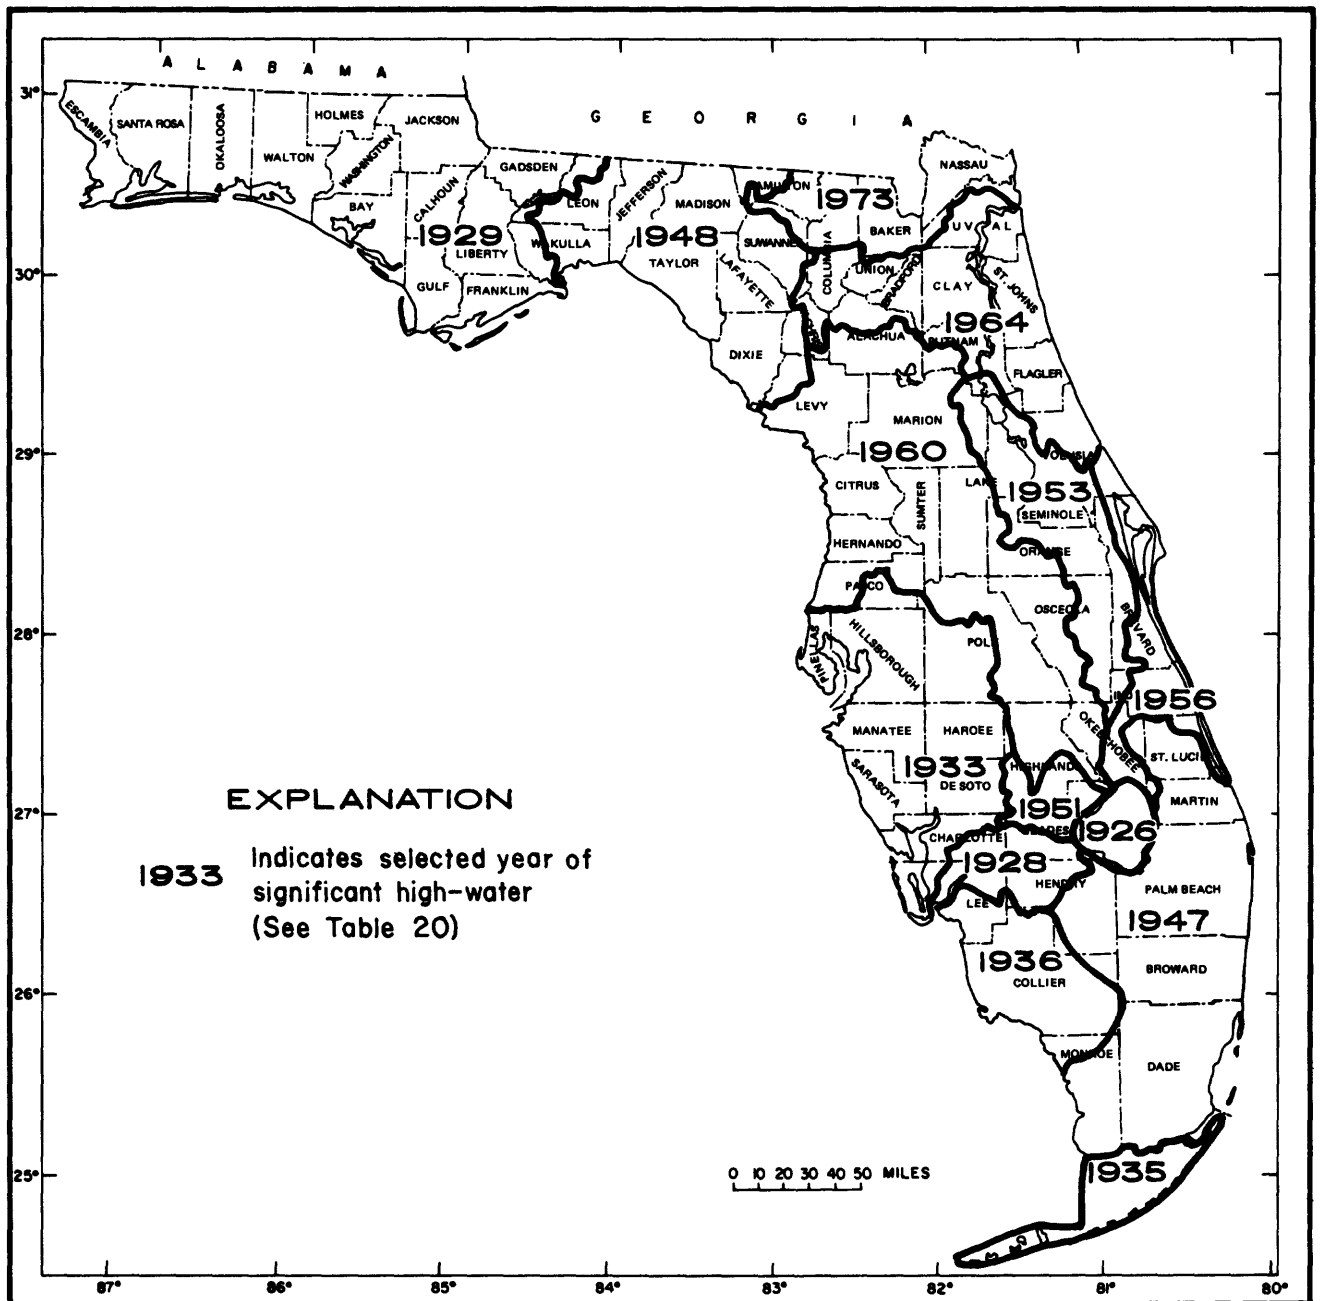 A L A B A M A
G E O R G I A
31°
ESCAMBIA
SANTA ROSA
OKALOOSA
HOLMES
WALTON
WASHINGTON
JACKSON
BAY
CALHOUN
1929
LIBERTY
GULF
FRANKLIN
GADSDEN
LEON
WAKULLA
JEFFERSON
MADISON
1948
TAYLOR
HAMILTON
SUWANNEE
LAFAYETTE
DIXIE
1973
COLUMBIA
BAKER
NASSAU
30°
UNION
BRADFORD
DUVAL
CLAY
ST. JOHNS
1964
ALACHUA
PUTNAM
FLAGLER
LEVY
MARION
29°
1960
VOLUSIA
CITRUS
SUMTER
LAKE
1953
SEMINOLE
HERNANDO
ORANGE
PASCO
OSCEOLA
BREVARD
28°
PINELLAS
HILLSBOROUGH
POLK
IND
1956
MANATEE
HARDEE
OKEECHOBEE
ST. LUCIE
SARASOTA
1933
DE SOTO
HIGHLANDS
MARTIN
27°
EXPLANATION
1933 Indicates selected year of
significant high-water
(See Table 20)
1951
GLADES
1926
CHARLOTTE
1928
HENDRY
LEE
PALM BEACH
1947
1936
COLLIER
BROWARD
26°
MONROE
DADE
25°
0 10 20 30 40 50 MILES
1935
87° 86° 85° 84° 83° 82° 81° 80°